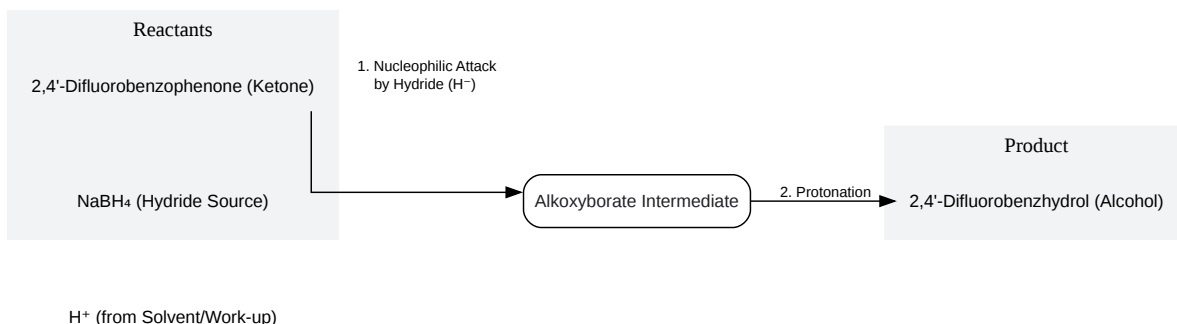 Reactants
2,4'-Difluorobenzophenone (Ketone)
1. Nucleophilic Attack
by Hydride (H⁻)
NaBH₄ (Hydride Source)
Alkoxyborate Intermediate
2. Protonation
Product
2,4'-Difluorobenzhydrol (Alcohol)
H⁺ (from Solvent/Work-up)